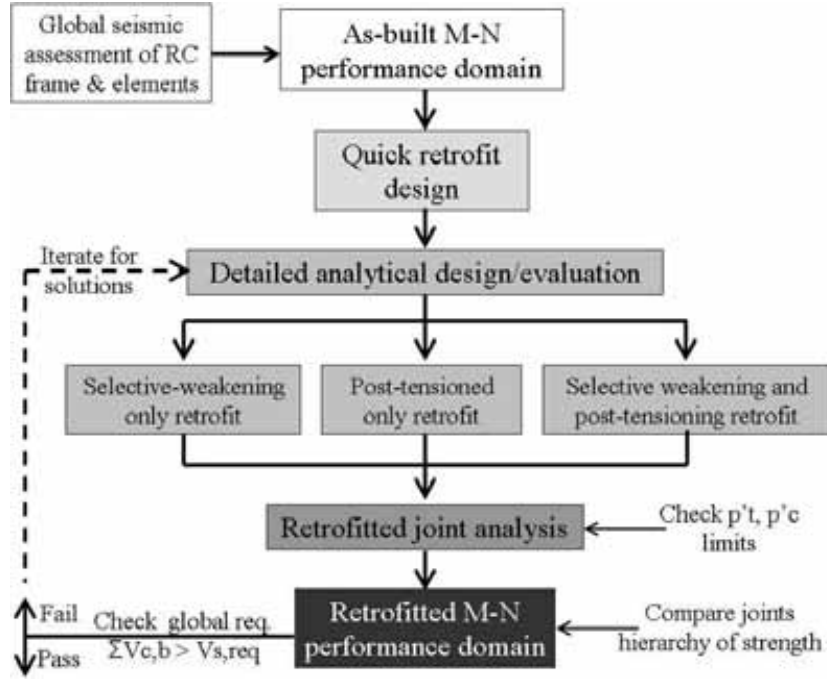 Global seismic
assessment of RC
frame & elements
As-built M-N
performance domain
Quick retrofit
design
Iterate for
solutions
Detailed analytical design/evaluation
Selective-weakening
only retrofit
Post-tensioned
only retrofit
Selective weakening and
post-tensioning retrofit
Retrofitted joint analysis
Check p't, p'c
limits
Fail
Pass
Check global req.
ΣVc,b > Vs,req
Retrofitted M-N
performance domain
Compare joints
hierarchy of strength